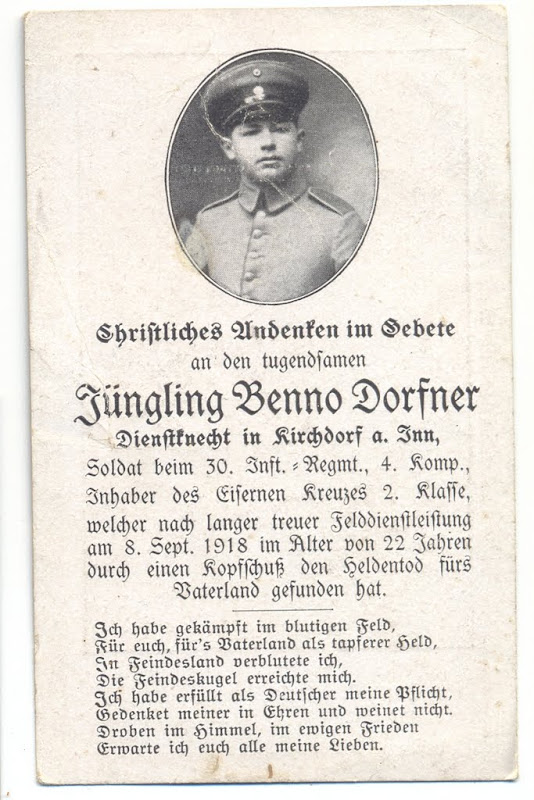 Christliches Andenken im Gebete
an den tugendsamen
Jüngling Benno Dorfner
Dienstknecht in Kirchdorf a. Inn,
Soldat beim 30. Inft.-Regmt., 4. Komp.,
Inhaber des Eisernen Kreuzes 2. Klasse,
welcher nach langer treuer Felddienstleistung
am 8. Sept. 1918 im Alter von 22 Jahren
durch einen Kopfschuß den Heldentod fürs
Vaterland gefunden hat.
Ich habe gekämpft im blutigen Feld,
Für euch, für's Vaterland als tapferer Held,
In Feindesland verblutete ich,
Die Feindeskugel erreichte mich.
Ich habe erfüllt als Deutscher meine Pflicht,
Gedenket meiner in Ehren und weinet nicht.
Droben im Himmel, im ewigen Frieden
Erwarte ich euch alle meine Lieben.